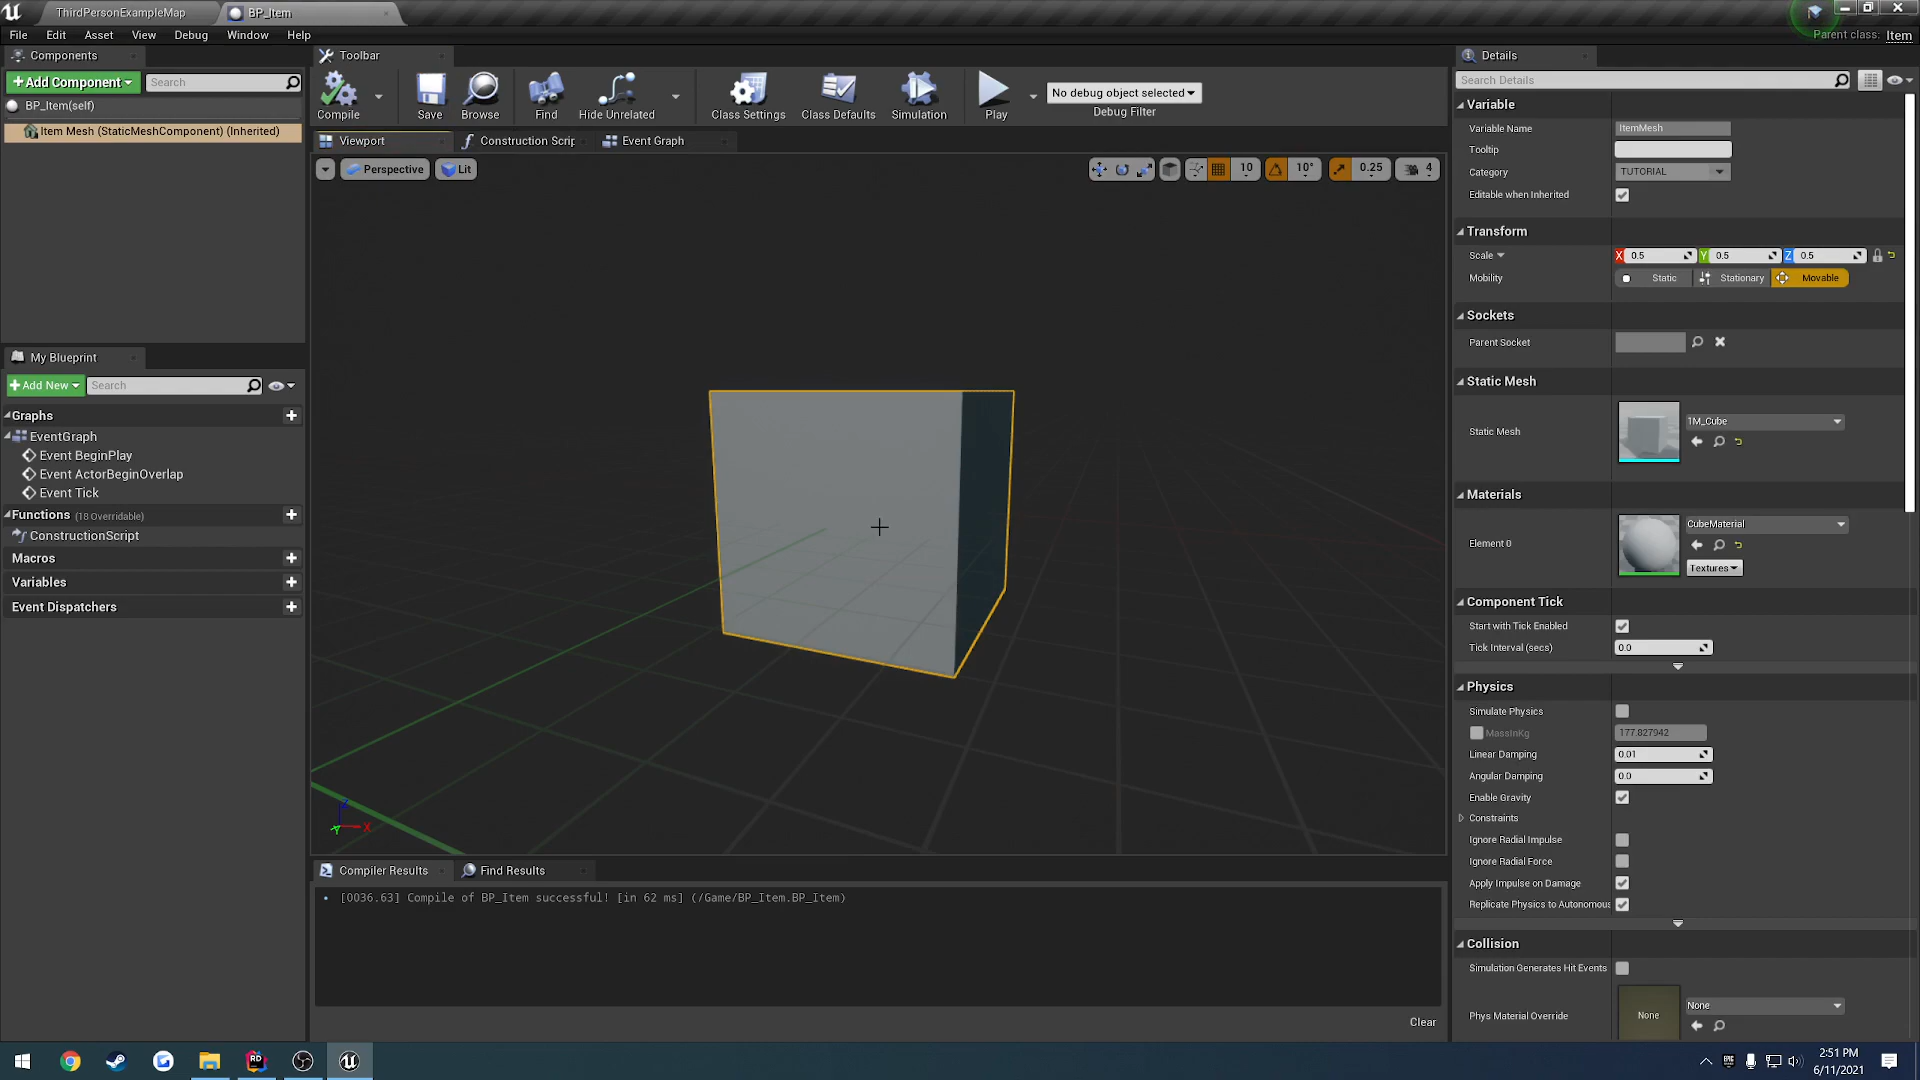 ThirdPersonExampleMap
BP_Item
File Edit Asset View Debug Window Help
Parent class: Item
Components
Add Component
Search
BP_Item(self)
Item Mesh (StaticMeshComponent) (Inherited)
My Blueprint
Add New
Search
Graphs
EventGraph
Event BeginPlay
Event ActorBeginOverlap
Event Tick
Functions (18 Overridable)
ConstructionScript
Macros
Variables
Event Dispatchers
Toolbar
Compile
Save
Browse
Find
Hide Unrelated
Class Settings
Class Defaults
Simulation
Play
No debug object selected
Debug Filter
Viewport
Construction Scrip
Event Graph
Perspective
Lit
10
10°
0.25
4
Z
Y
X
Compiler Results
Find Results
[0036.63] Compile of BP_Item successful! [in 62 ms] (/Game/BP_Item.BP_Item)
Clear
Details
Search Details
Variable
Variable Name ItemMesh
Tooltip
Category TUTORIAL
Editable when Inherited
Transform
Scale X 0.5 Y 0.5 Z 0.5
Mobility Static Stationary Movable
Sockets
Parent Socket
Static Mesh
Static Mesh 1M_Cube
Materials
Element 0 CubeMaterial
Textures
Component Tick
Start with Tick Enabled
Tick Interval (secs) 0.0
Physics
Simulate Physics
MassInKg 177.827942
Linear Damping 0.01
Angular Damping 0.0
Enable Gravity
Constraints
Ignore Radial Impulse
Ignore Radial Force
Apply Impulse on Damage
Replicate Physics to Autonomous
Collision
Simulation Generates Hit Events
Phys Material Override None None
RD
EPIC
2:51 PM
6/11/2021